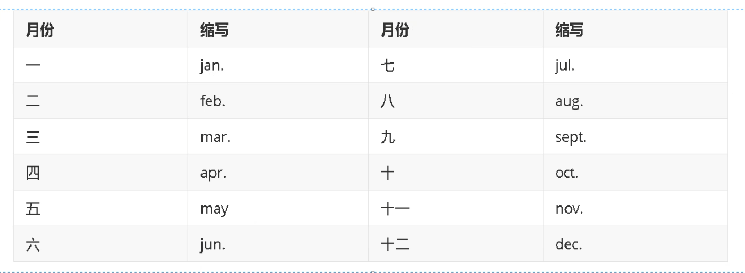 月份 缩写 月份 缩写
一 jan. 七 jul.
二 feb. 八 aug.
三 mar. 九 sept.
四 apr. 十 oct.
五 may 十一 nov.
六 jun. 十二 dec.